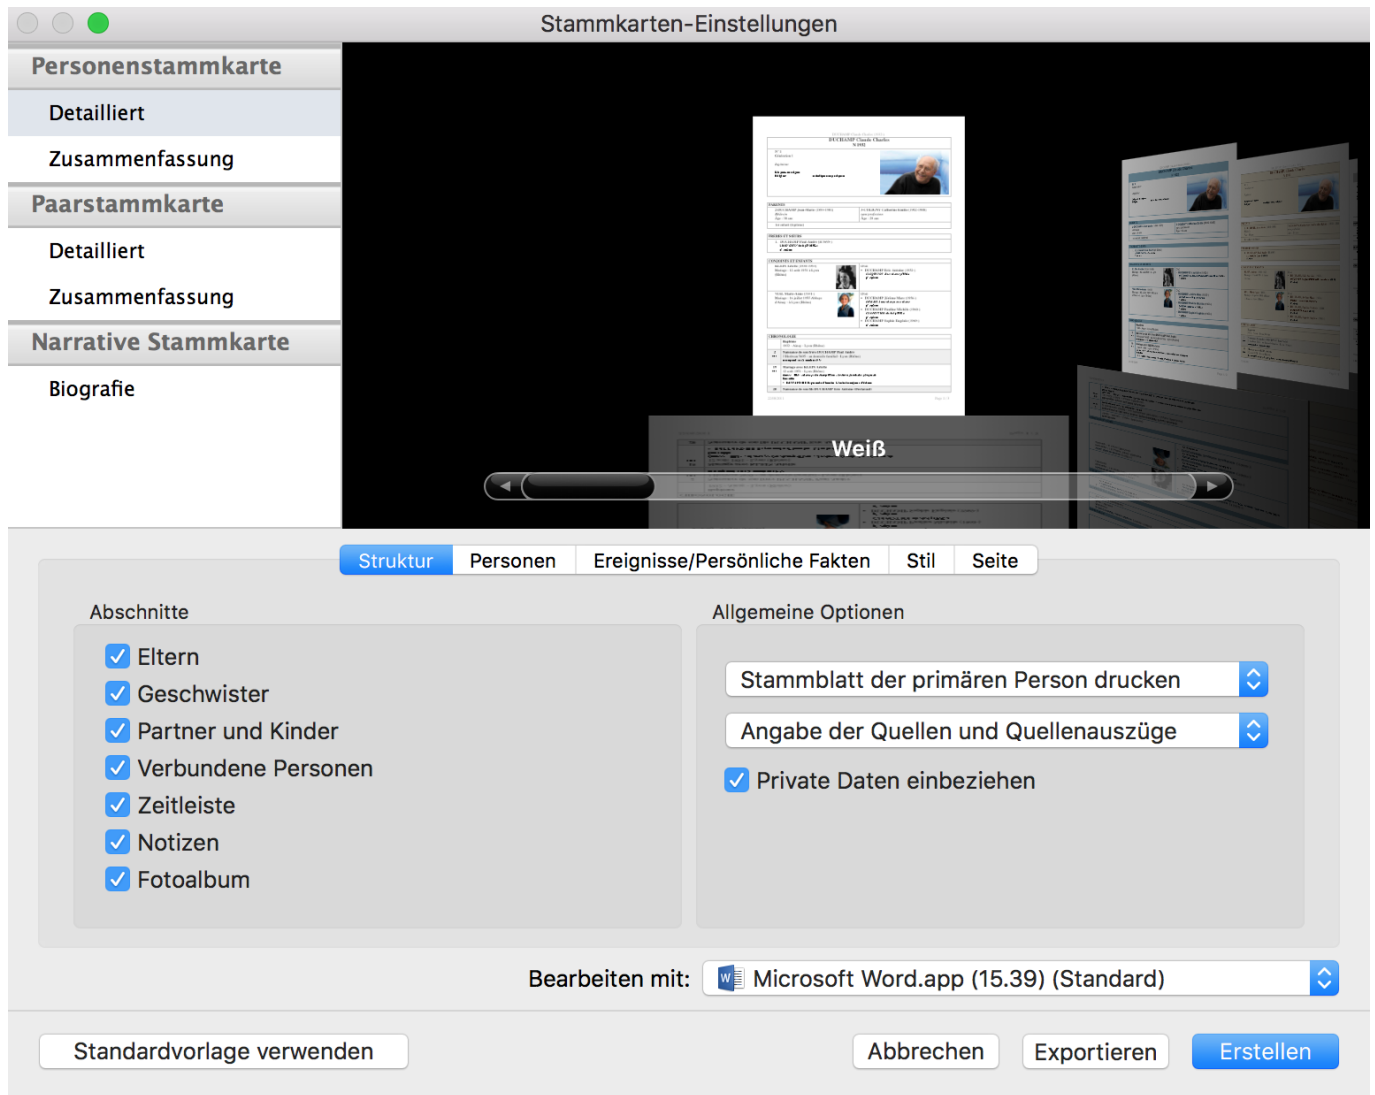 Stammkarten-Einstellungen
Personenstammkarte
Detailliert
Zusammenfassung
Paarstammkarte
Detailliert
Zusammenfassung
Narrative Stammkarte
Biografie
DUCHAMP Claude Charles
Weiß
Struktur Personen Ereignisse/Persönliche Fakten Stil Seite
Abschnitte
Eltern
Geschwister
Partner und Kinder
Verbundene Personen
Zeitleiste
Notizen
Fotoalbum
Allgemeine Optionen
Stammblatt der primären Person drucken
Angabe der Quellen und Quellenauszüge
Private Daten einbeziehen
Bearbeiten mit: Microsoft Word.app (15.39) (Standard)
Standardvorlage verwenden Abbrechen Exportieren Erstellen